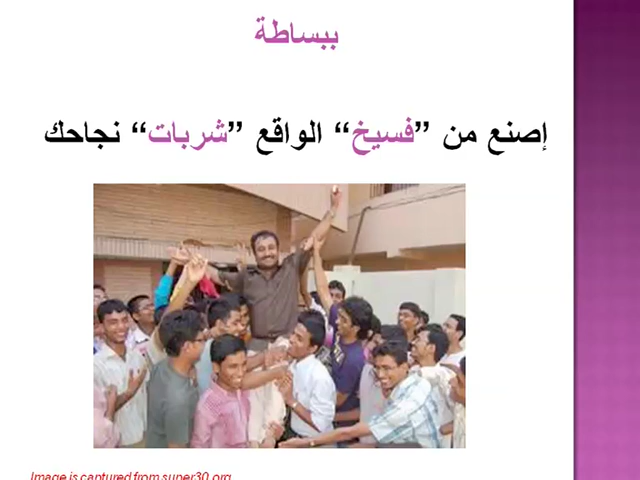 ببساطة
إصنع من ”فسيخ“ الواقع ”شربات“ نجاحك
Image is captured from super30.org